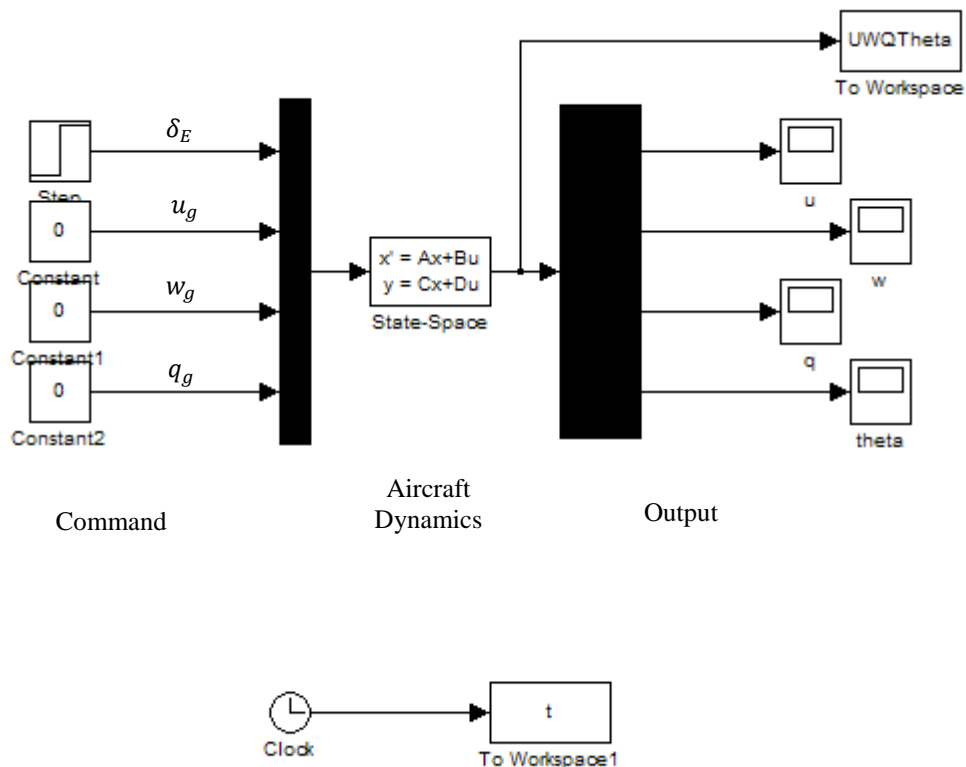 UWQTheta
To Workspace
δ_E
Step
u
u_g
0
Constant
w
x' = Ax+Bu
y = Cx+Du
State-Space
w_g
0
Constant1
q
q_g
0
Constant2
theta
Command
Aircraft
Dynamics
Output
Clock
t
To Workspace1